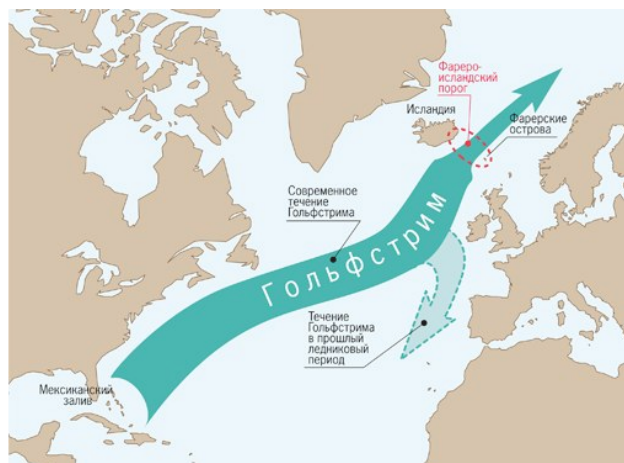 Фареро-
исландский
порог
Исландия
Фарерские
острова
Современное
течение
Гольфстрима
Гольфстрим
Течение
Гольфстрима
в прошлый
ледниковый
период
Мексиканский
залив